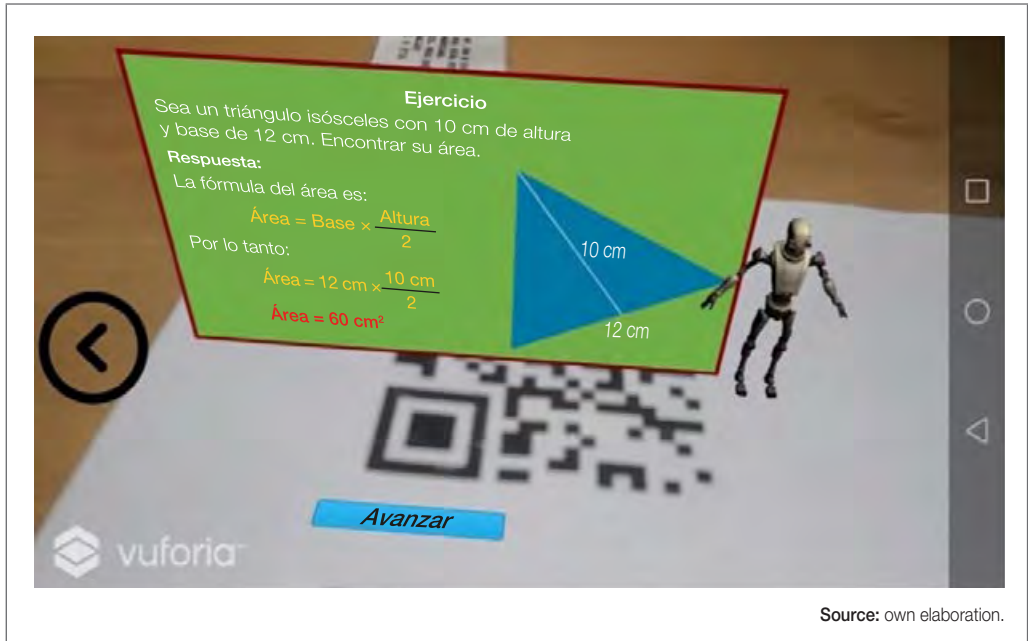 Ejercicio
Sea un triángulo isósceles con 10 cm de altura
y base de 12 cm. Encontrar su área.
Respuesta:
La fórmula del área es:
Área = Base × Altura
2
Por lo tanto:
Área = 12 cm × 10 cm
2
Área = 60 cm²
10 cm
12 cm
Avanzar
vuforia™
Source: own elaboration.